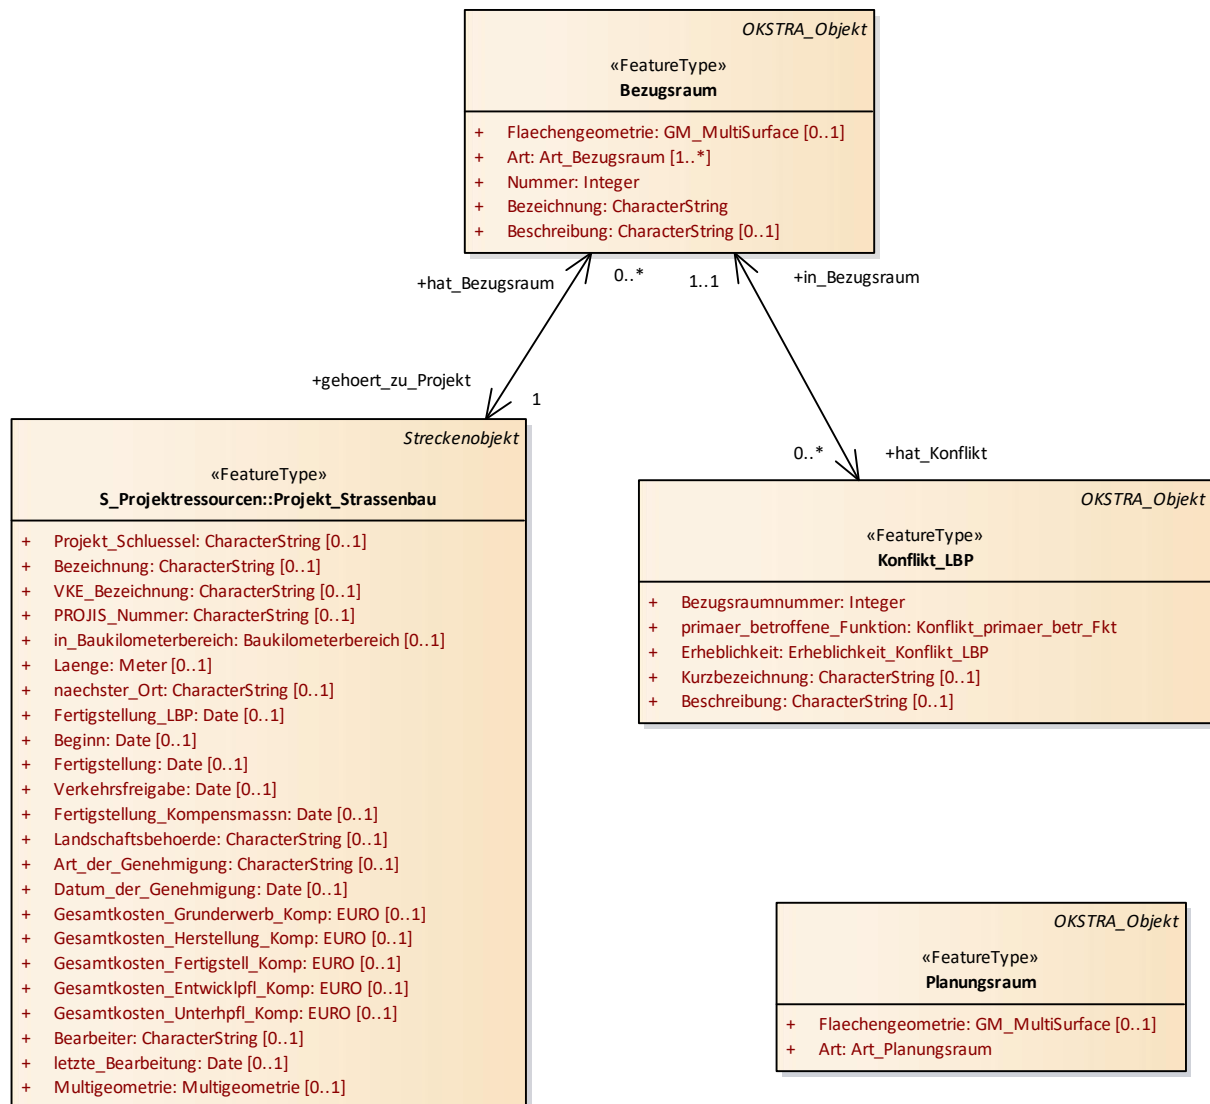 OKSTRA_Objekt
«FeatureType»
Bezugsraum
+ Flaechengeometrie: GM_MultiSurface [0..1]
+ Art: Art_Bezugsraum [1..*]
+ Nummer: Integer
+ Bezeichnung: CharacterString
+ Beschreibung: CharacterString [0..1]
+hat_Bezugsraum
0..*
1..1
+in_Bezugsraum
+gehoert_zu_Projekt
1
0..*
+hat_Konflikt
Streckenobjekt
«FeatureType»
S_Projektressourcen::Projekt_Strassenbau
+ Projekt_Schluessel: CharacterString [0..1]
+ Bezeichnung: CharacterString [0..1]
+ VKE_Bezeichnung: CharacterString [0..1]
+ PROJIS_Nummer: CharacterString [0..1]
+ in_Baukilometerbereich: Baukilometerbereich [0..1]
+ Laenge: Meter [0..1]
+ naechster_Ort: CharacterString [0..1]
+ Fertigstellung_LBP: Date [0..1]
+ Beginn: Date [0..1]
+ Fertigstellung: Date [0..1]
+ Verkehrsfreigabe: Date [0..1]
+ Fertigstellung_Kompensmassn: Date [0..1]
+ Landschaftsbehoerde: CharacterString [0..1]
+ Art_der_Genehmigung: CharacterString [0..1]
+ Datum_der_Genehmigung: Date [0..1]
+ Gesamtkosten_Grunderwerb_Komp: EURO [0..1]
+ Gesamtkosten_Herstellung_Komp: EURO [0..1]
+ Gesamtkosten_Fertigstell_Komp: EURO [0..1]
+ Gesamtkosten_Entwicklpfl_Komp: EURO [0..1]
+ Gesamtkosten_Unterhpfl_Komp: EURO [0..1]
+ Bearbeiter: CharacterString [0..1]
+ letzte_Bearbeitung: Date [0..1]
+ Multigeometrie: Multigeometrie [0..1]
OKSTRA_Objekt
«FeatureType»
Konflikt_LBP
+ Bezugsraumnummer: Integer
+ primaer_betroffene_Funktion: Konflikt_primaer_betr_Fkt
+ Erheblichkeit: Erheblichkeit_Konflikt_LBP
+ Kurzbezeichnung: CharacterString [0..1]
+ Beschreibung: CharacterString [0..1]
OKSTRA_Objekt
«FeatureType»
Planungsraum
+ Flaechengeometrie: GM_MultiSurface [0..1]
+ Art: Art_Planungsraum